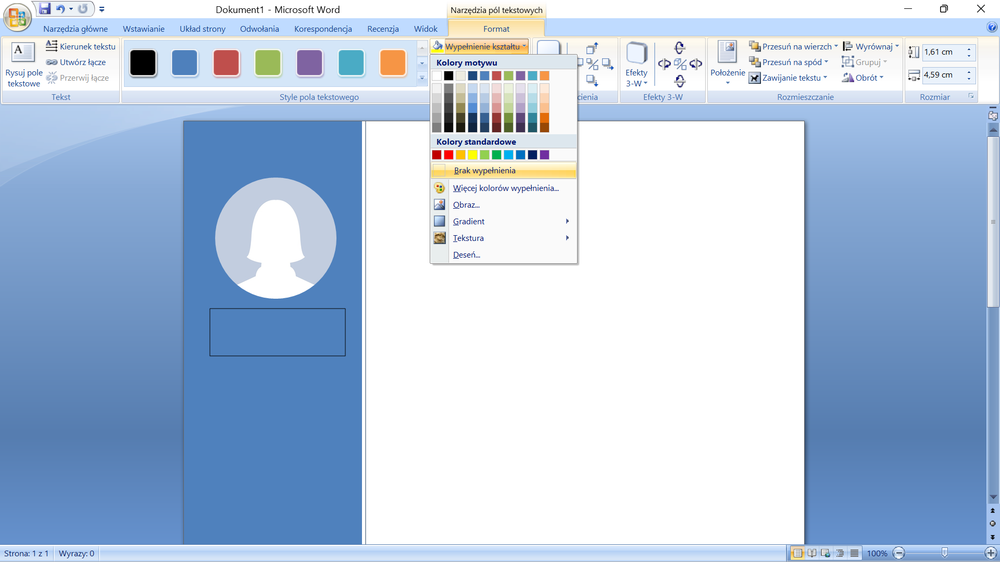 Dokument1 - Microsoft Word
Narzędzia pól tekstowych
Narzędzia główne
Wstawianie
Układ strony
Odwołania
Korespondencja
Recenzja
Widok
Format
Rysuj pole
tekstowe
Kierunek tekstu
Utwórz łącze
Przerwij łącze
Tekst
Style pola tekstowego
Wypełnienie kształtu
Kolory motywu
Kolory standardowe
Brak wypełnienia
Więcej kolorów wypełnienia...
Obraz...
Gradient
Tekstura
Deseń...
cienia
Efekty
3-W
Efekty 3-W
Położenie
Przesuń na wierzch
Przesuń na spód
Zawijanie tekstu
Wyrównaj
Grupuj
Obrót
Rozmieszczanie
1,61 cm
4,59 cm
Rozmiar
Strona: 1 z 1
Wyrazy: 0
100%